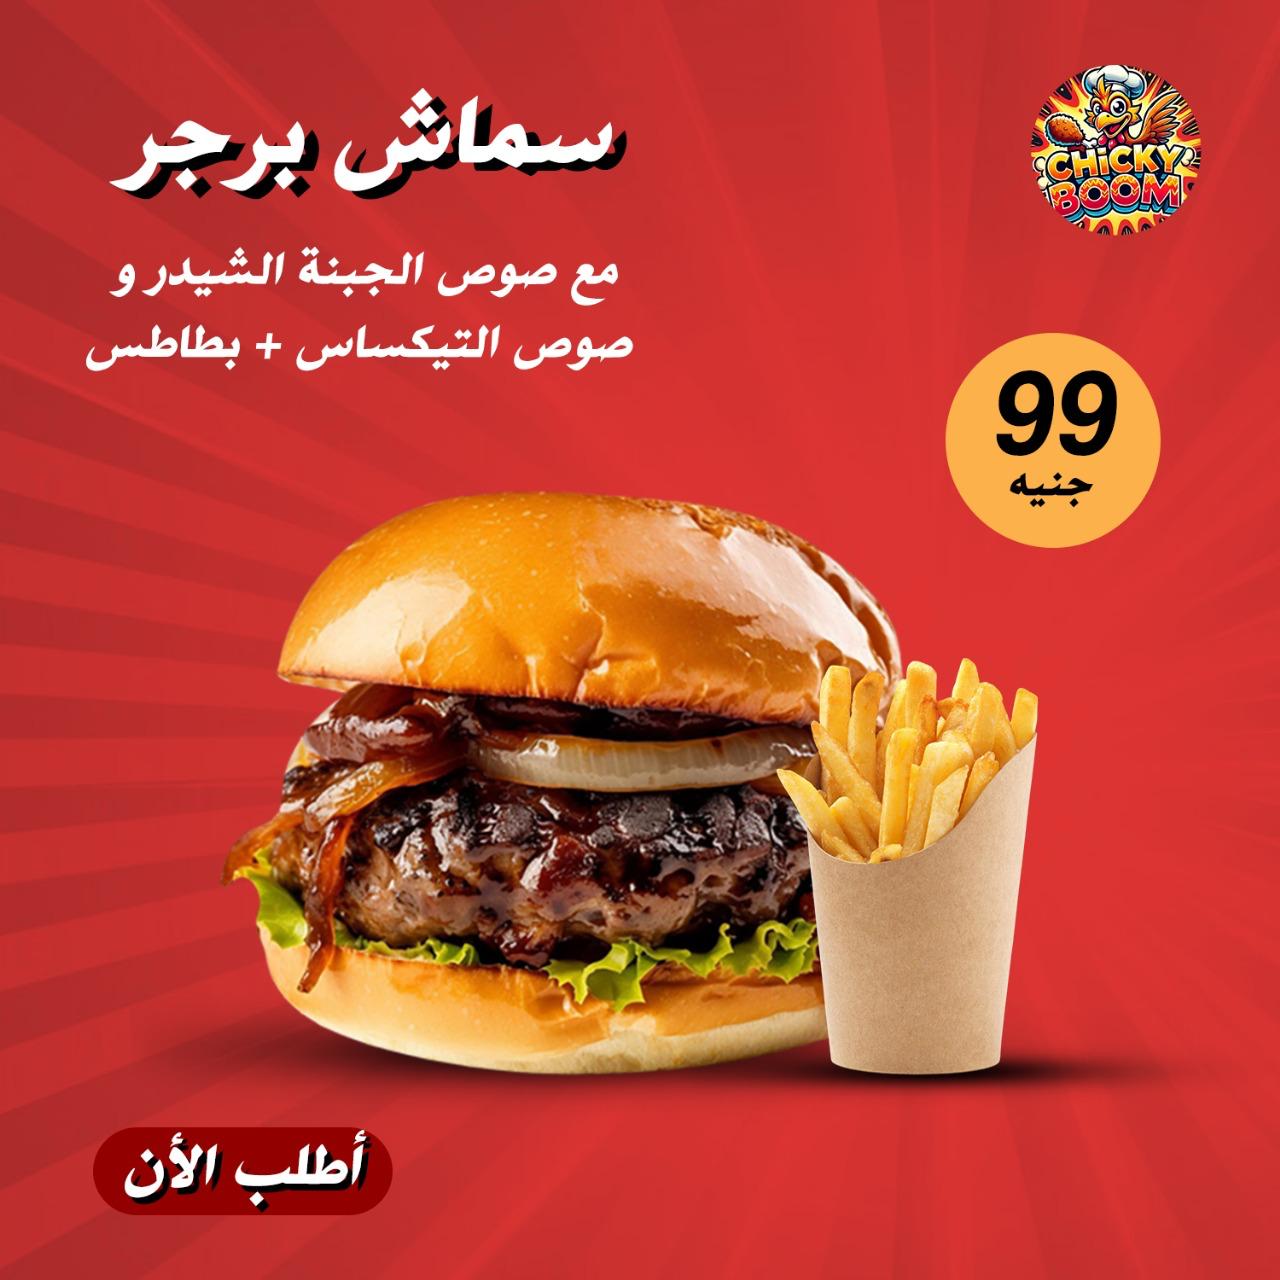 سماش برجر
CHiCKY
BOOM
مع صوص الجبنة الشيدر و
صوص التيكساس + بطاطس
99
جنيه
أطلب الأن